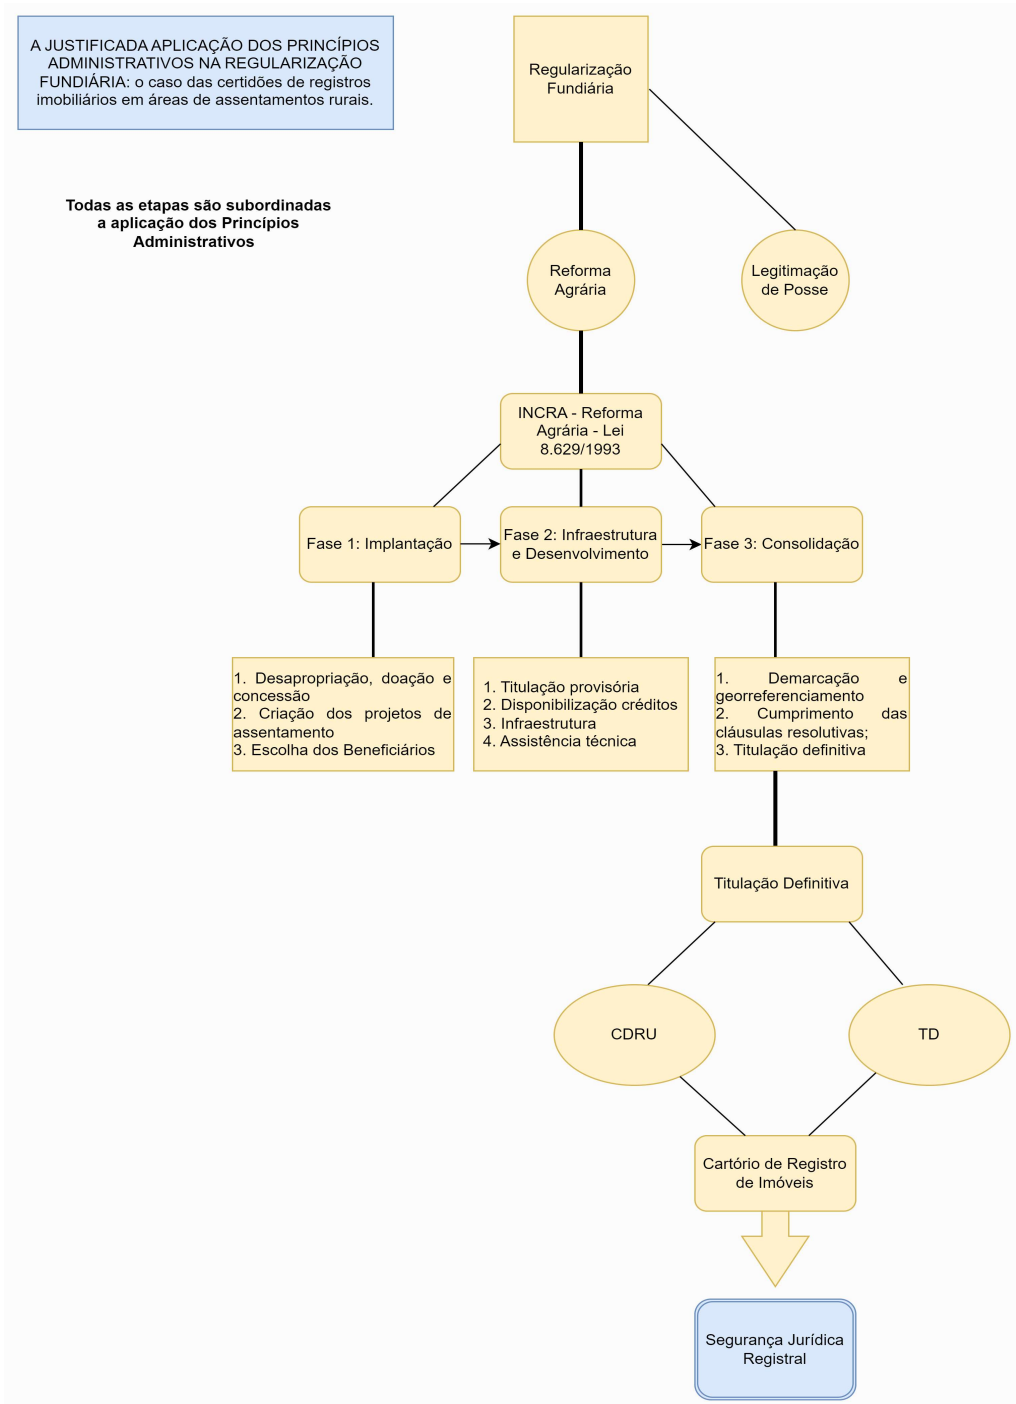 A JUSTIFICADA APLICAÇÃO DOS PRINCÍPIOS
ADMINISTRATIVOS NA REGULARIZAÇÃO
FUNDIÁRIA: o caso das certidões de registros
imobiliários em áreas de assentamentos rurais.
Regularização
Fundiária
Todas as etapas são subordinadas
a aplicação dos Princípios
Administrativos
Reforma
Agrária
Legitimação
de Posse
INCRA - Reforma
Agrária - Lei
8.629/1993
Fase 1: Implantação
Fase 2: Infraestrutura
e Desenvolvimento
Fase 3: Consolidação
1. Desapropriação, doação e
concessão
2. Criação dos projetos de
assentamento
3. Escolha dos Beneficiários
1. Titulação provisória
2. Disponibilização créditos
3. Infraestrutura
4. Assistência técnica
1. Demarcação e
georreferenciamento
2. Cumprimento das
cláusulas resolutivas;
3. Titulação definitiva
Titulação Definitiva
CDRU
TD
Cartório de Registro
de Imóveis
Segurança Jurídica
Registral